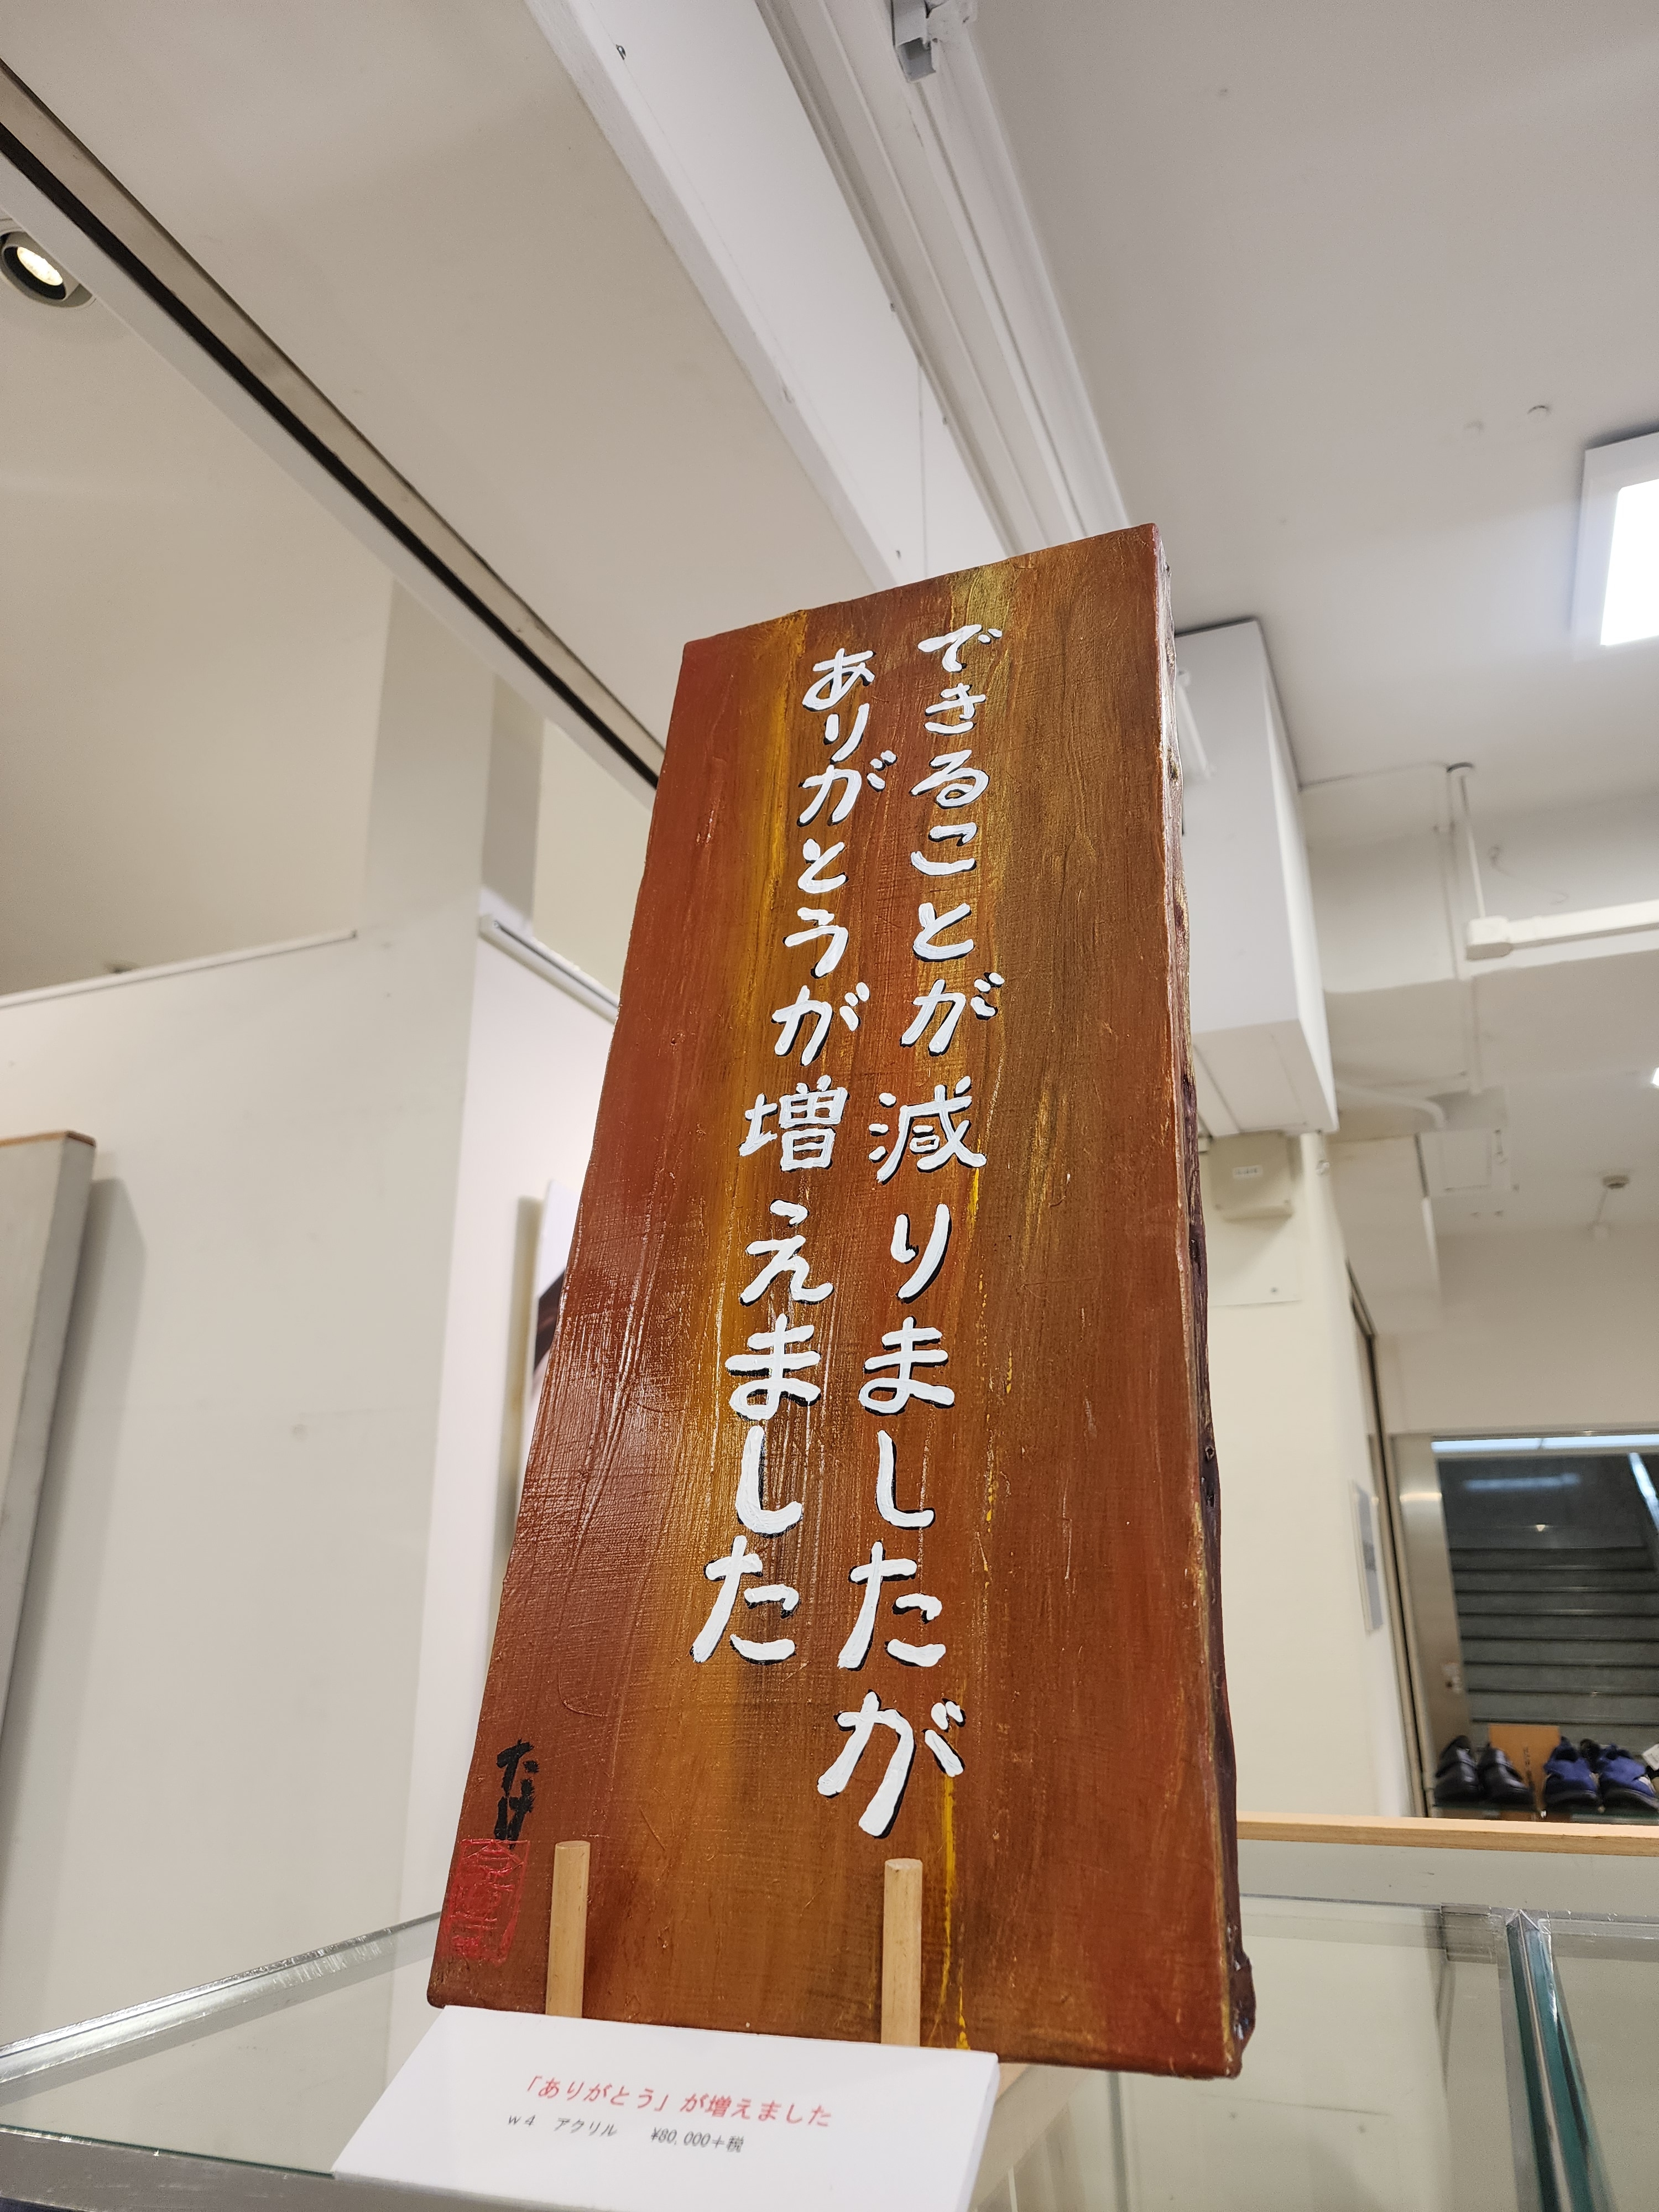 できることが減りましたが
ありがとうが増えました
たけ
「ありがとう」が増えました
w4 アクリル ¥80,000+税